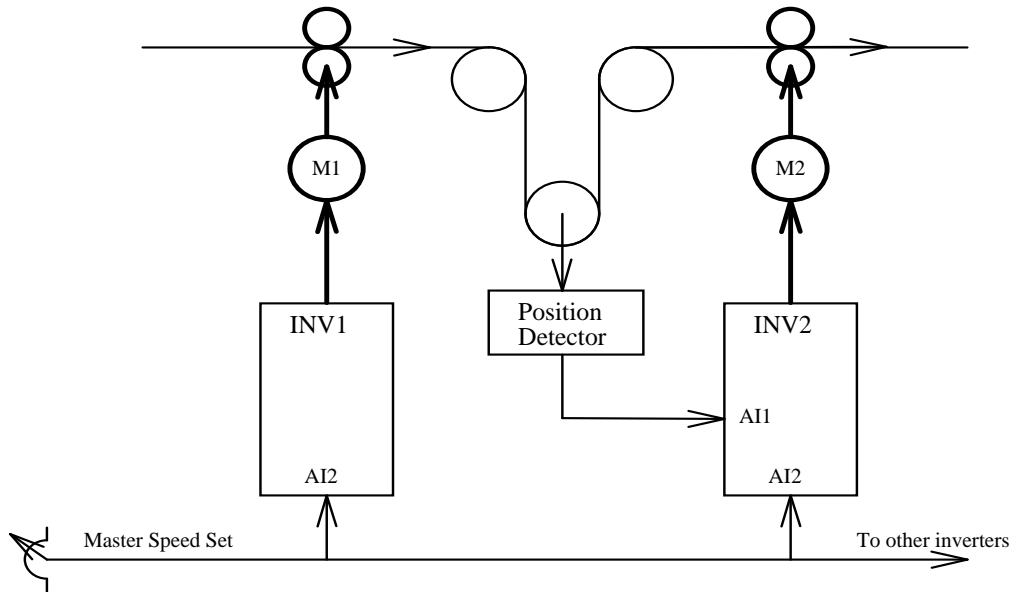 M1
M2
INV1
Position
Detector
INV2
AI1
AI2
AI2
Master Speed Set
To other inverters